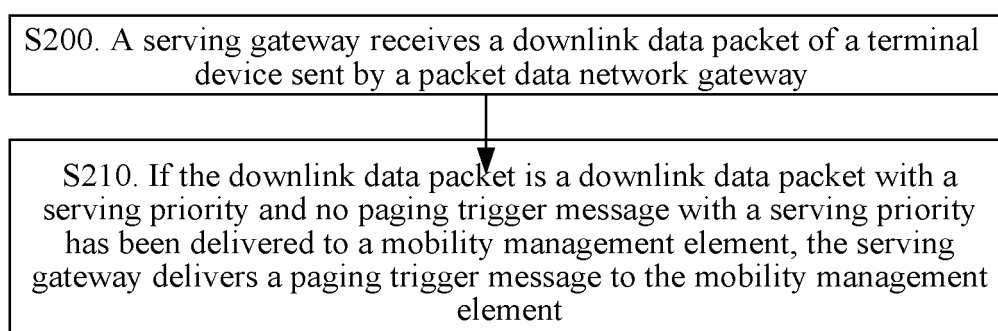 S200. A serving gateway receives a downlink data packet of a terminal
device sent by a packet data network gateway
S210. If the downlink data packet is a downlink data packet with a
serving priority and no paging trigger message with a serving priority
has been delivered to a mobility management element, the serving
gateway delivers a paging trigger message to the mobility management
element